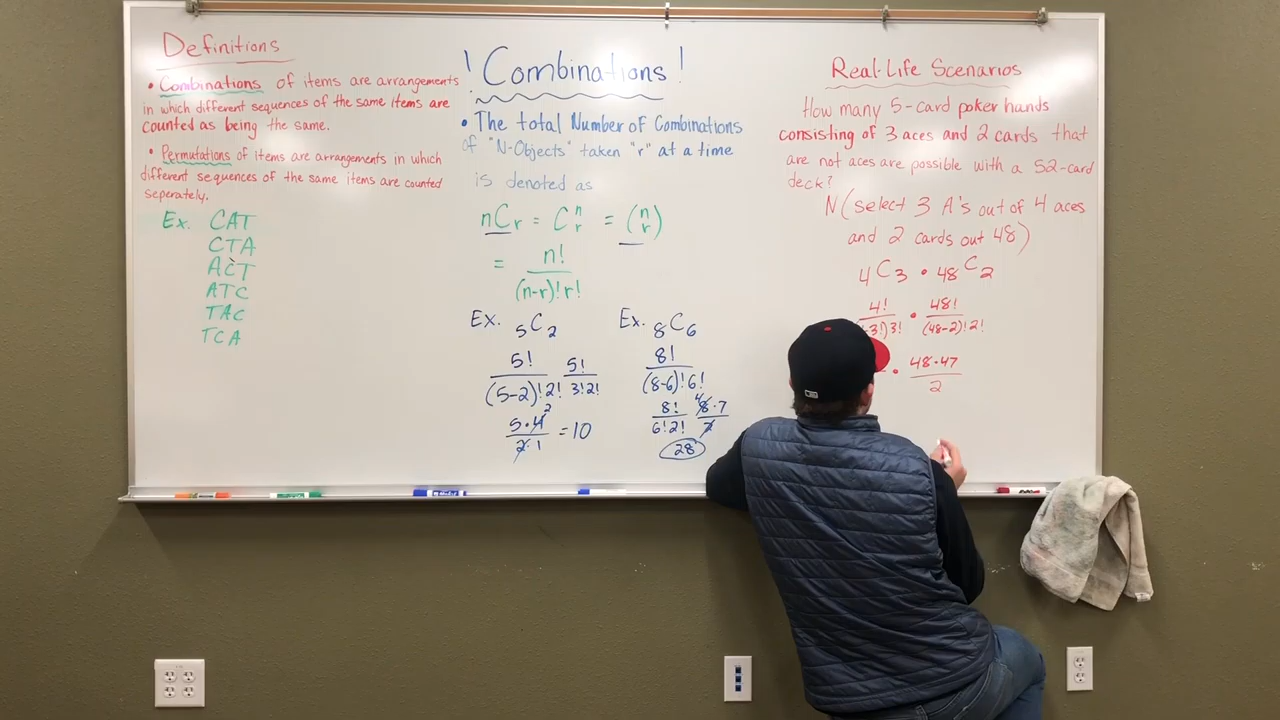 Definitions
• Combinations of items are arrangements
in which different sequences of the same items are
counted as being the same.
• Permutations of items are arrangements in which
different sequences of the same items are counted
seperately.
Ex. CAT
CTA
ACT
ATC
TAC
TCA
! Combinations !
• The total Number of Combinations
of "N-Objects" taken "r" at a time
is denoted as
nCr = C n r = (n r)
= n! / (n-r)! r!
Ex. 5C2
5! / (5-2)! 2! 5! / 3! 2!
5·4 2 / 2·1 = 10
Ex. 8C6
8! / (8-6)! 6!
8! / 6! 2! 4 8·7 / 2
28
Real-Life Scenarios
How many 5-card poker hands
consisting of 3 aces and 2 cards that
are not aces are possible with a 52-card
deck?
N (select 3 A's out of 4 aces
and 2 cards out 48)
4C3 • 48C2
4! / 3!) 3! • 48! / (48-2)! 2!
• 48·47 / 2